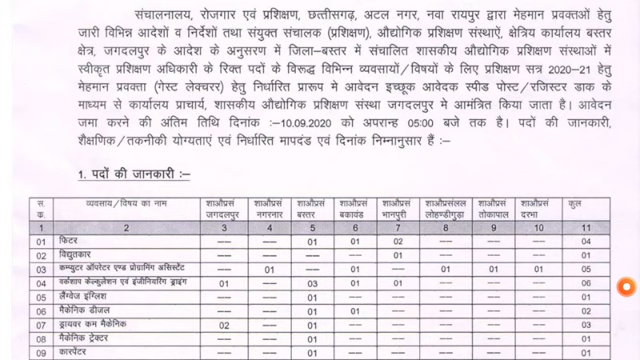 संचालनालय, रोजगार एवं प्रशिक्षण, छत्तीसगढ़, अटल नगर, नवा रायपुर द्वारा मेहमान प्रवक्ताओं हेतु
जारी विभिन्न आदेशों व निर्देशों तथा संयुक्त संचालक (प्रशिक्षण), औद्योगिक प्रशिक्षण संस्थाऐं, क्षेत्रीय कार्यालय बस्तर
क्षेत्र, जगदलपुर के आदेश के अनुसरण में जिला-बस्तर में संचालित शासकीय औद्योगिक प्रशिक्षण संस्थाओं में
स्वीकृत प्रशिक्षण अधिकारी के रिक्त पदों के विरूद्ध विभिन्न व्यवसायों/विषयों के लिए प्रशिक्षण सत्र 2020-21 हेतु
मेहमान प्रवक्ता (गेस्ट लेक्चरर) हेतु निर्धारित प्रारूप मे आवेदन इच्छूक आवेदक स्पीड पोस्ट/रजिस्टर डाक के
माध्यम से कार्यालय प्राचार्य, शासकीय औद्योगिक प्रशिक्षण संस्था जगदलपुर मे आमंत्रित किया जाता है। आवेदन
जमा करने की अंतिम तिथि दिनांक :-10.09.2020 को अपरान्ह 05:00 बजे तक है। पदों की जानकारी,
शैक्षणिक/तकनीकी योग्यताएं एवं निर्धारित मापदंड एवं दिनांक निम्नानुसार हैं :-
1. पदों की जानकारी :-
स. क. व्यवसाय/विषय का नाम शाऔप्रसं जगदलपुर शाऔप्रसं नगरनार शाऔप्रसं बस्तर शाऔप्रसं बकावंड शाऔप्रसं भानपुरी शाऔप्रसंलल लोहण्डीगुड़ा शाऔप्रसं तोकापाल शाऔप्रसं दरभा कुल
1 2 3 4 5 6 7 8 9 10 11
01 फिटर ---- ---- 01 01 02 ---- ---- ---- 04
02 विद्युतकार ---- ---- ---- ---- 01 ---- ---- ---- 01
03 कम्प्युटर ऑपरेटर एण्ड प्रोग्रामिंग असिस्टेंट ---- 01 ---- ---- 01 01 01 01 05
04 वर्कशाप केल्कुलेशन एवं इंजीनियरिंग ड्राइंग 01 ---- 03 01 01 ---- ---- ---- 06
05 लैंग्वेज इंग्लिश ---- ---- 01 ---- ---- ---- ---- ---- 01
06 मैकेनिक डीजल ---- ---- 01 01 ---- ---- ---- ---- 02
07 ड्रायवर कम मैकेनिक 02 ---- 01 ---- ---- ---- ---- ---- 03
08 मैकेनिक ट्रेक्टर ---- ---- 01 ---- ---- ---- ---- ---- 01
09 कारपेंटर ---- ---- 01 ---- ---- ---- ---- ---- 01